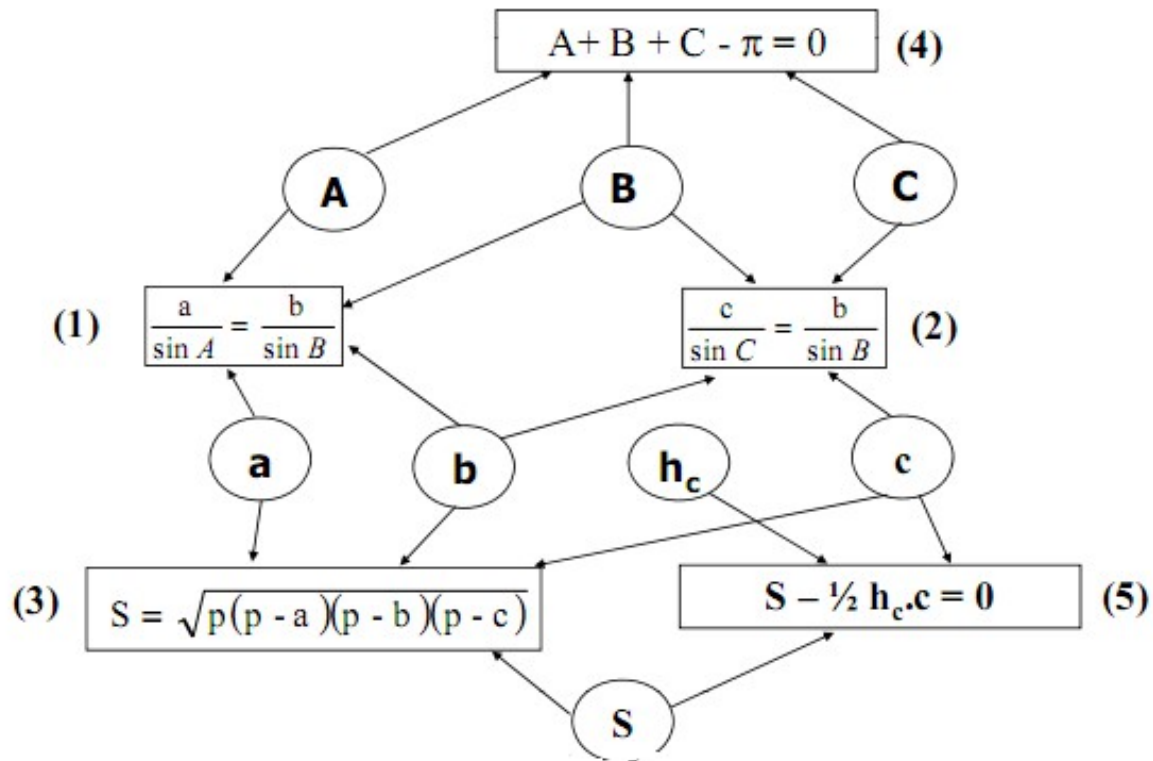 A+ B + C - π = 0 (4)
A B C
(1) a/sin A = b/sin B
c/sin C = b/sin B (2)
a b h_c c
(3) S = √p(p - a)(p - b)(p - c)
S – ½ h_c.c = 0 (5)
S